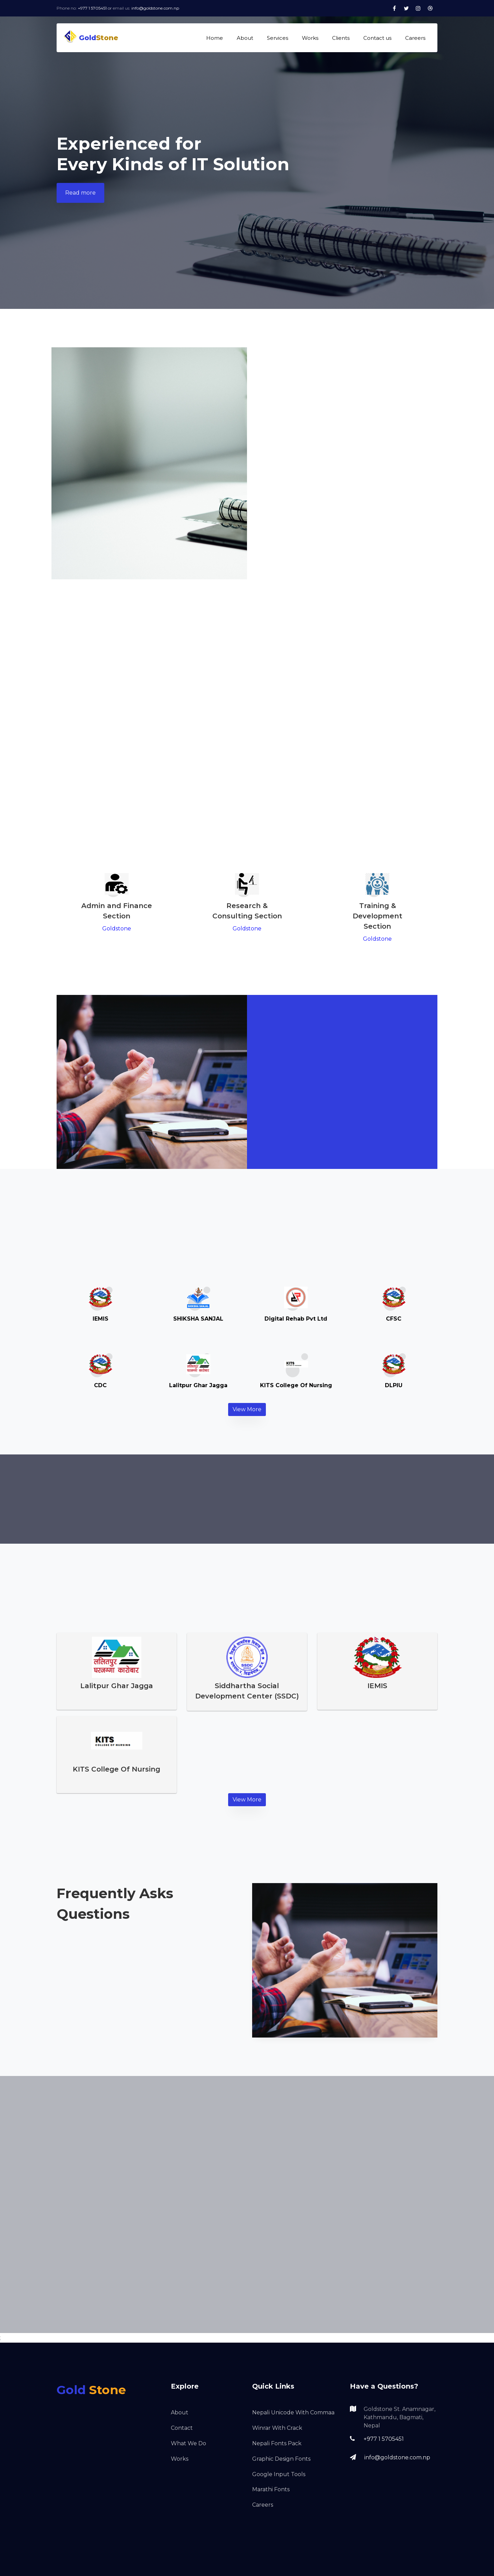 Phone no. +977 1 5705451 or email us: info@goldstone.com.np
GoldStone
Home About Services Works Clients Contact us Careers
Experienced for
Every Kinds of IT Solution
Read more
Admin and Finance
Section
Goldstone
Research &
Consulting Section
Goldstone
Training &
Development
Section
Goldstone
IEMIS
SHIKSHA SANJAL
Digital Rehab Pvt Ltd
CFSC
CDC
Lalitpur Ghar Jagga
KITS College Of Nursing
DLPIU
View More
ललितपुर
घरजग्गा कारोबार
Lalitpur Ghar Jagga
Siddhartha Social
Development Center (SSDC)
IEMIS
KITS
COLLEGE OF NURSING
KITS College Of Nursing
View More
Frequently Asks
Questions
Gold Stone
Explore
About
Contact
What We Do
Works
Quick Links
Nepali Unicode With Commaa
Winrar With Crack
Nepali Fonts Pack
Graphic Design Fonts
Google Input Tools
Marathi Fonts
Careers
Have a Questions?
Goldstone St. Anamnagar,
Kathmandu, Bagmati,
Nepal
+977 1 5705451
info@goldstone.com.np